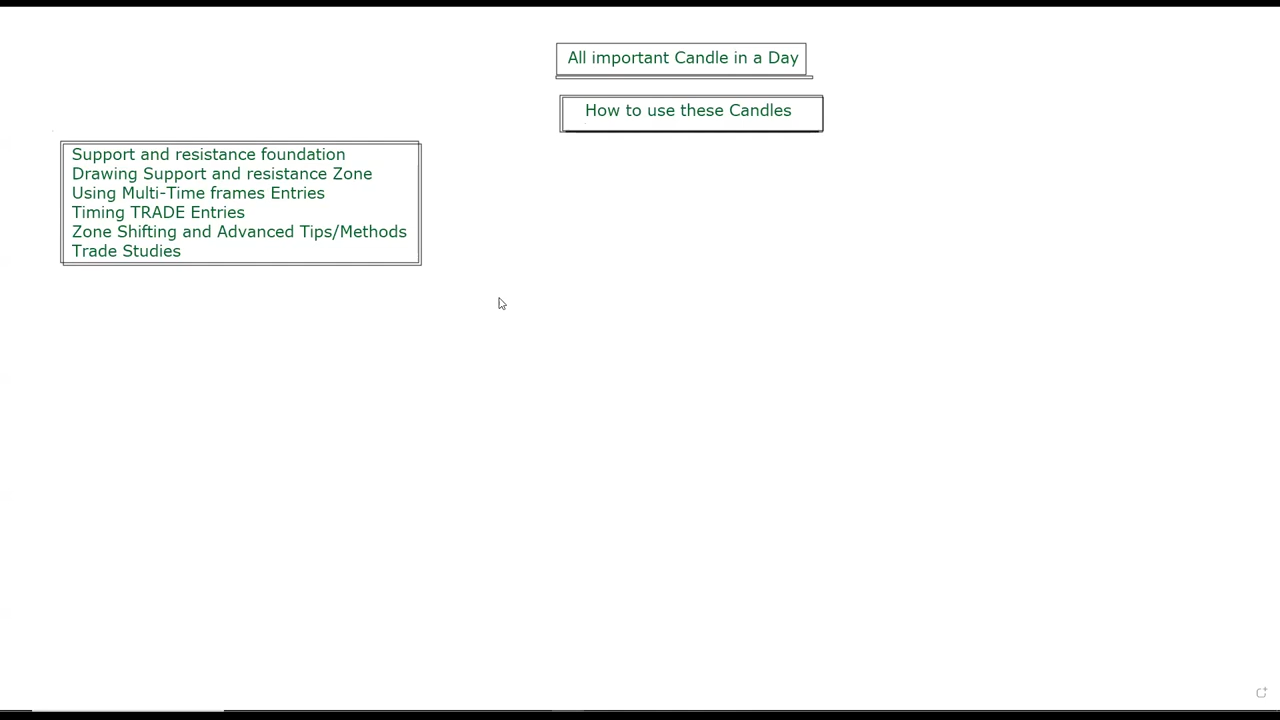 All important Candle in a Day
How to use these Candles
Support and resistance foundation
Drawing Support and resistance Zone
Using Multi-Time frames Entries
Timing TRADE Entries
Zone Shifting and Advanced Tips/Methods
Trade Studies